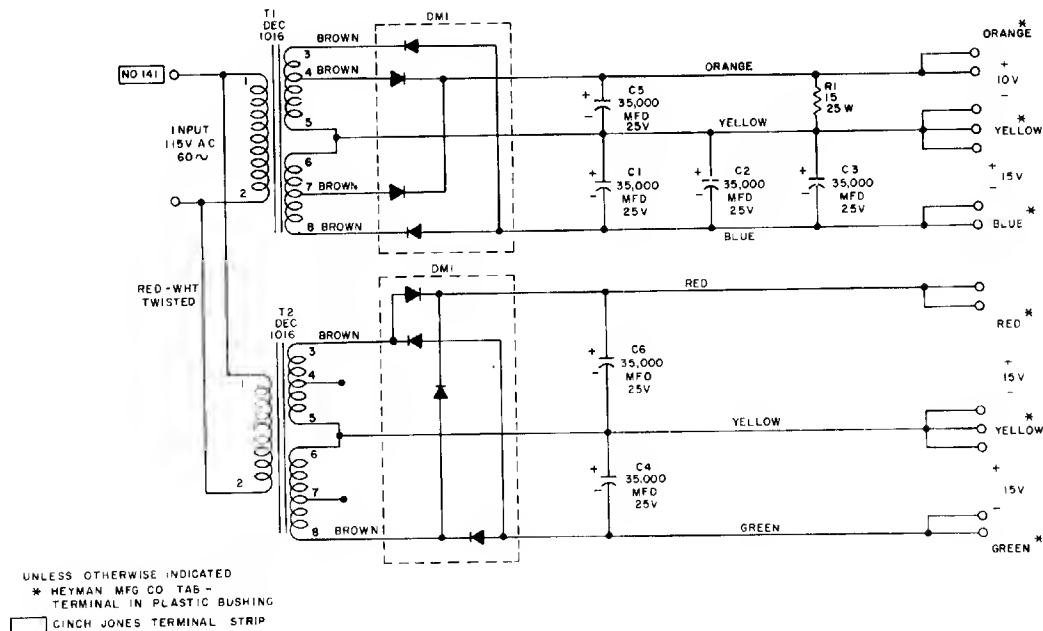 T1
DEC
1016
DM1
NO 141
INPUT
115V AC
60~
1
2
3
4
5
6
7
8
BROWN
BROWN
BROWN
BROWN
ORANGE
ORANGE *
+
10V
-
+
-
C5
35,000
MFD
25V
R1
15
25 W
YELLOW
YELLOW *
+
-
C1
35,000
MFD
25V
+
-
C2
35,000
MFD
25V
+
-
C3
35,000
MFD
25V
+
15V
-
BLUE
BLUE *
RED-WHT
TWISTED
T2
DEC
1016
DM1
1
2
3
4
5
6
7
8
BROWN
BROWN
RED
RED *
+
-
C6
35,000
MFD
25V
+
15V
-
YELLOW
YELLOW *
+
-
C4
35,000
MFD
25V
+
15V
-
GREEN
GREEN *
UNLESS OTHERWISE INDICATED
* HEYMAN MFG CO TAB -
TERMINAL IN PLASTIC BUSHING
CINCH JONES TERMINAL STRIP